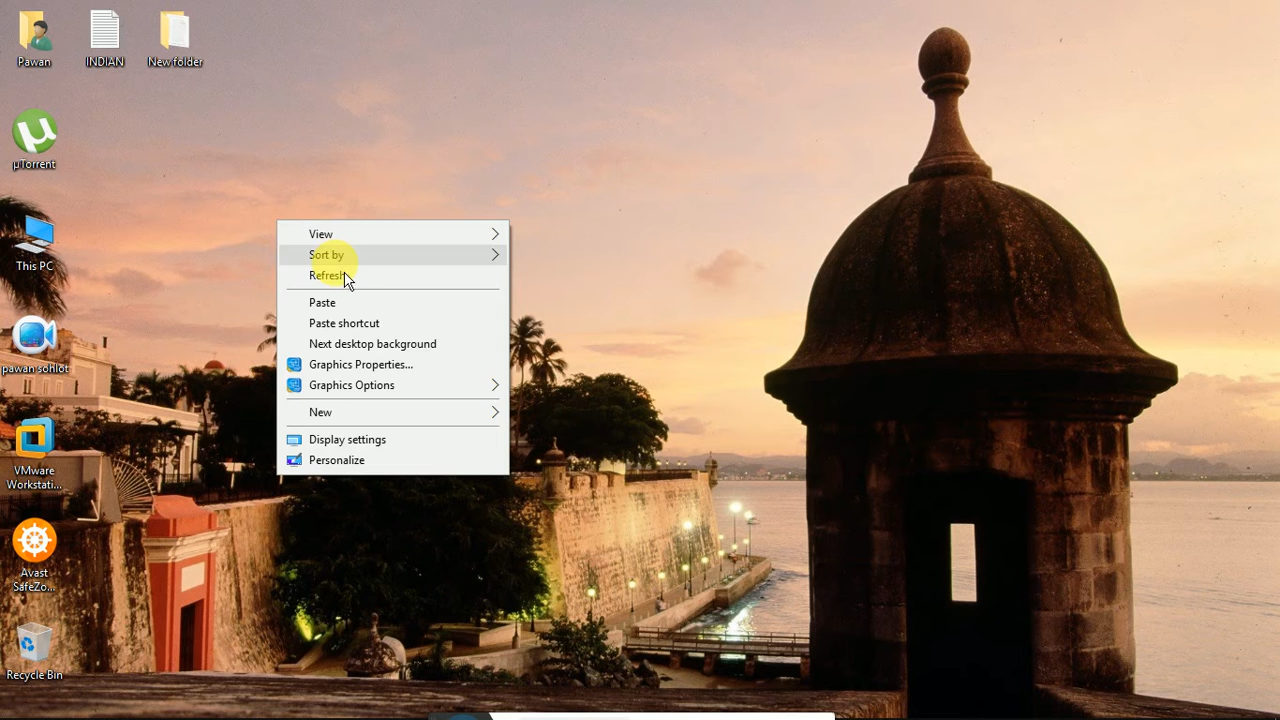 Pawan
INDIAN
New folder
µTorrent
This PC
pawan sohlot
VMware
Workstati...
Avast
SafeZo...
Recycle Bin
View
Sort by
Refresh
Paste
Paste shortcut
Next desktop background
Graphics Properties...
Graphics Options
New
Display settings
Personalize